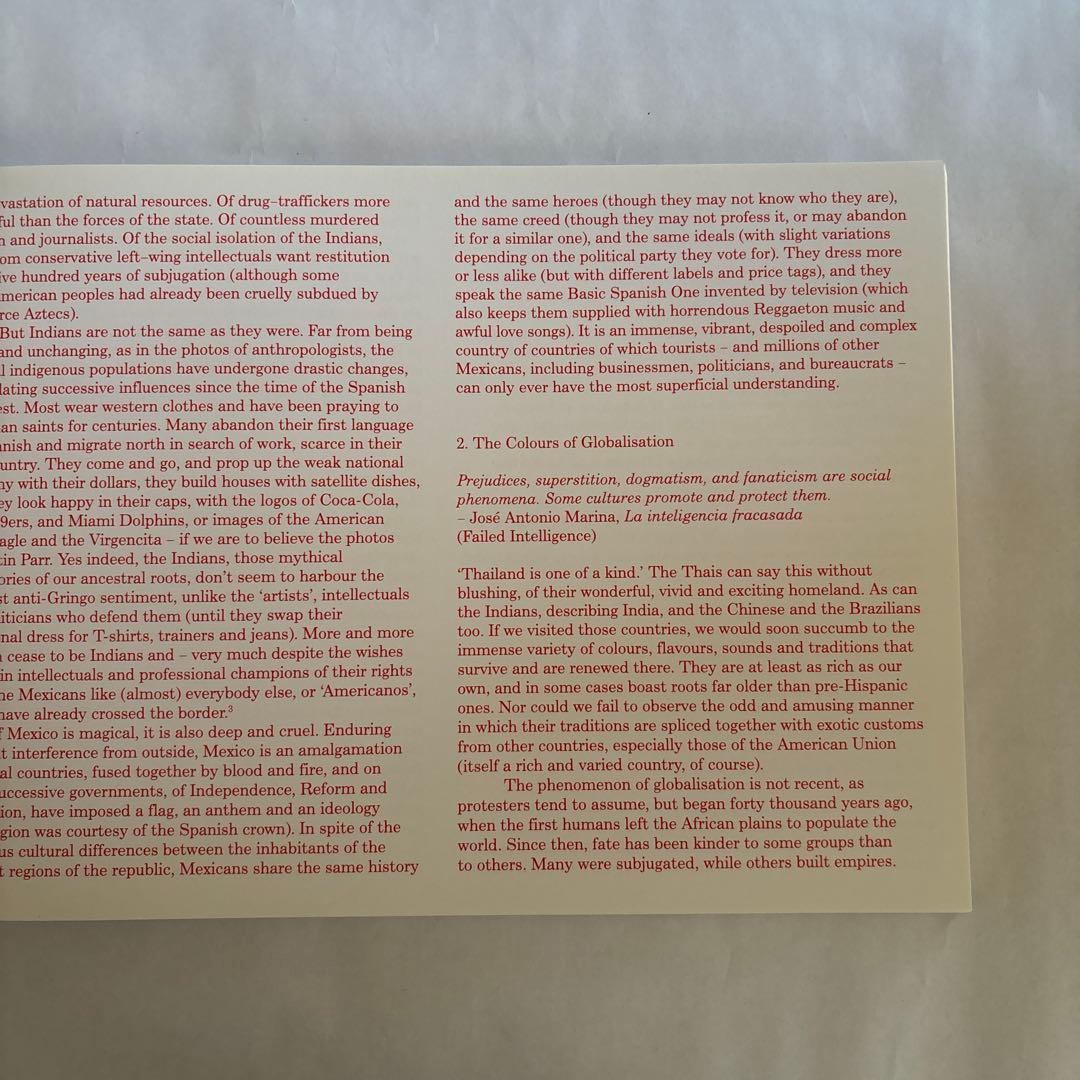 of natural resources. Of drug–traffickers more
than the forces of the state. Of countless murdered
and journalists. Of the social isolation of the Indians,
conservative left–wing intellectuals want restitution
hundred years of subjugation (although some
peoples had already been cruelly subdued by
Aztecs).
But Indians are not the same as they were. Far from being
and unchanging, as in the photos of anthropologists, the
indigenous populations have undergone drastic changes,
successive influences since the time of the Spanish
Most wear western clothes and have been praying to
saints for centuries. Many abandon their first language
and migrate north in search of work, scarce in their
They come and go, and prop up the weak national
with their dollars, they build houses with satellite dishes,
look happy in their caps, with the logos of Coca-Cola,
and Miami Dolphins, or images of the American
and the Virgencita – if we are to believe the photos
Parr. Yes indeed, the Indians, those mythical
of our ancestral roots, don’t seem to harbour the
anti-Gringo sentiment, unlike the ‘artists’, intellectuals
who defend them (until they swap their
dress for T-shirts, trainers and jeans). More and more
cease to be Indians and – very much despite the wishes
intellectuals and professional champions of their rights
Mexicans like (almost) everybody else, or ‘Americanos’,
have already crossed the border.³
Mexico is magical, it is also deep and cruel. Enduring
interference from outside, Mexico is an amalgamation
countries, fused together by blood and fire, and on
successive governments, of Independence, Reform and
have imposed a flag, an anthem and an ideology
was courtesy of the Spanish crown). In spite of the
cultural differences between the inhabitants of the
regions of the republic, Mexicans share the same history
and the same heroes (though they may not know who they are),
the same creed (though they may not profess it, or may abandon
it for a similar one), and the same ideals (with slight variations
depending on the political party they vote for). They dress more
or less alike (but with different labels and price tags), and they
speak the same Basic Spanish One invented by television (which
also keeps them supplied with horrendous Reggaeton music and
awful love songs). It is an immense, vibrant, despoiled and complex
country of countries of which tourists – and millions of other
Mexicans, including businessmen, politicians, and bureaucrats –
can only ever have the most superficial understanding.
2. The Colours of Globalisation
Prejudices, superstition, dogmatism, and fanaticism are social
phenomena. Some cultures promote and protect them.
– José Antonio Marina, La inteligencia fracasada
(Failed Intelligence)
‘Thailand is one of a kind.’ The Thais can say this without
blushing, of their wonderful, vivid and exciting homeland. As can
the Indians, describing India, and the Chinese and the Brazilians
too. If we visited those countries, we would soon succumb to the
immense variety of colours, flavours, sounds and traditions that
survive and are renewed there. They are at least as rich as our
own, and in some cases boast roots far older than pre-Hispanic
ones. Nor could we fail to observe the odd and amusing manner
in which their traditions are spliced together with exotic customs
from other countries, especially those of the American Union
(itself a rich and varied country, of course).
The phenomenon of globalisation is not recent, as
protesters tend to assume, but began forty thousand years ago,
when the first humans left the African plains to populate the
world. Since then, fate has been kinder to some groups than
to others. Many were subjugated, while others built empires.